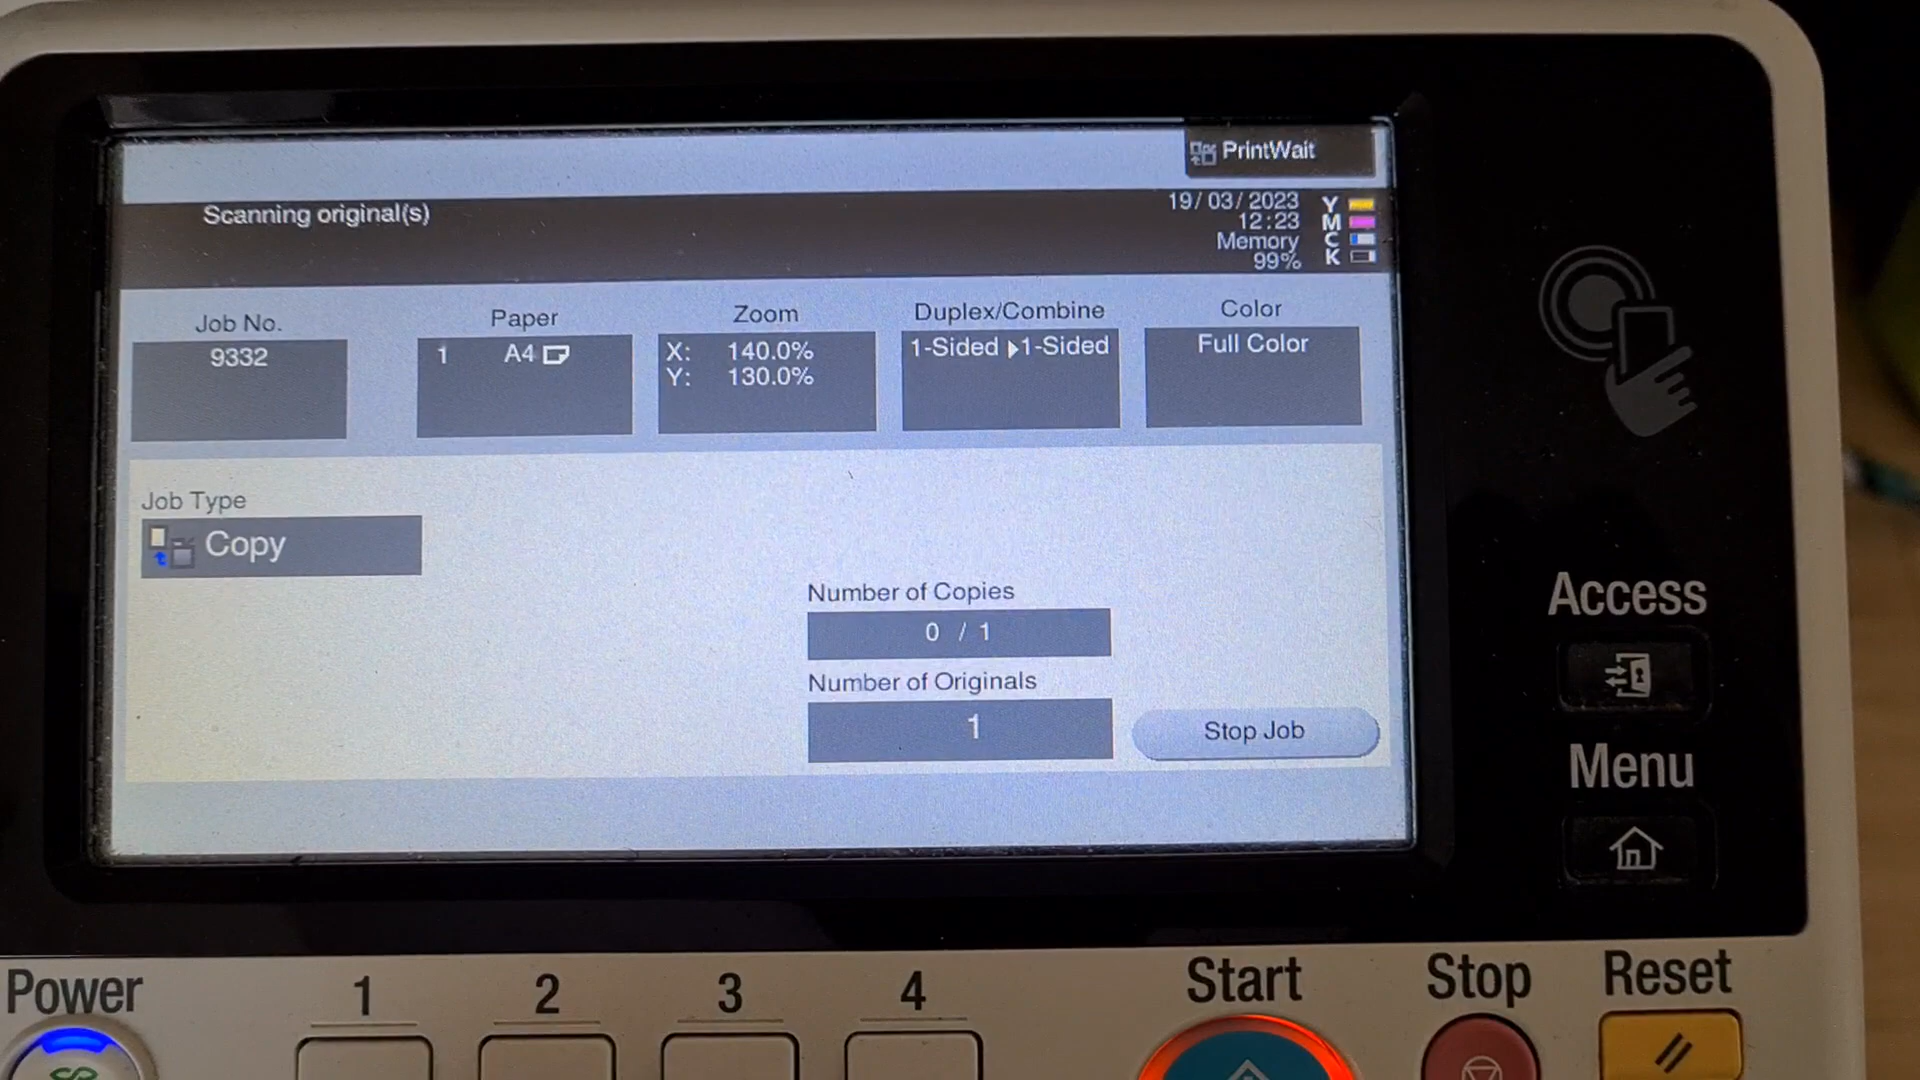 PrintWait
Scanning original(s)
19/03/2023
12:23
Memory
99%
Y
M
C
K
Job No.
9332
Paper
1 A4
Zoom
X: 140.0%
Y: 130.0%
Duplex/Combine
1-Sided ▶1-Sided
Color
Full Color
Job Type
Copy
Number of Copies
0 / 1
Number of Originals
1
Stop Job
Access
Menu
Power
1
2
3
4
Start
Stop
Reset